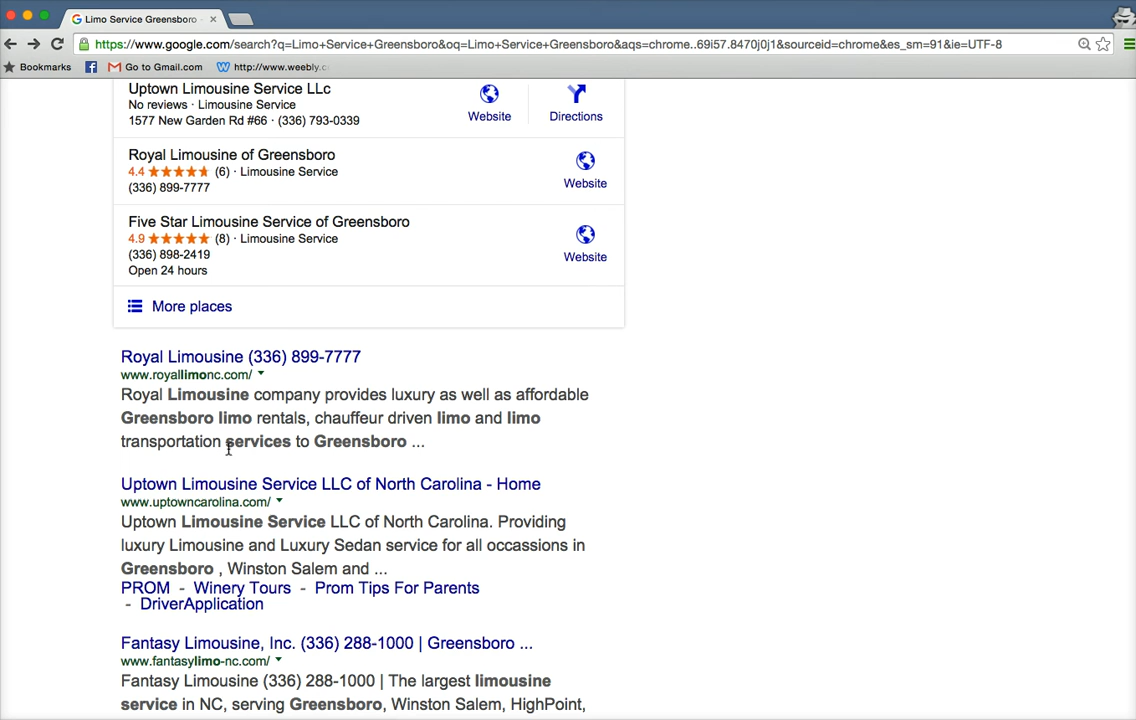 Limo Service Greensboro
https://www.google.com/search?q=Limo+Service+Greensboro&oq=Limo+Service+Greensboro&aqs=chrome..69i57.8470j0j1&sourceid=chrome&es_sm=91&ie=UTF-8
Bookmarks Go to Gmail.com http://www.weebly.c
Uptown Limousine Service LLc
No reviews · Limousine Service
1577 New Garden Rd #66 · (336) 793-0339
Website
Directions
Royal Limousine of Greensboro
4.4 (6) · Limousine Service
(336) 899-7777
Website
Five Star Limousine Service of Greensboro
4.9 (8) · Limousine Service
(336) 898-2419
Open 24 hours
Website
More places
Royal Limousine (336) 899-7777
www.royallimonc.com/
Royal Limousine company provides luxury as well as affordable
Greensboro limo rentals, chauffeur driven limo and limo
transportation services to Greensboro ...
Uptown Limousine Service LLC of North Carolina - Home
www.uptowncarolina.com/
Uptown Limousine Service LLC of North Carolina. Providing
luxury Limousine and Luxury Sedan service for all occassions in
Greensboro , Winston Salem and ...
PROM - Winery Tours - Prom Tips For Parents
- DriverApplication
Fantasy Limousine, Inc. (336) 288-1000 | Greensboro ...
www.fantasylimo-nc.com/
Fantasy Limousine (336) 288-1000 | The largest limousine
service in NC, serving Greensboro, Winston Salem, HighPoint,